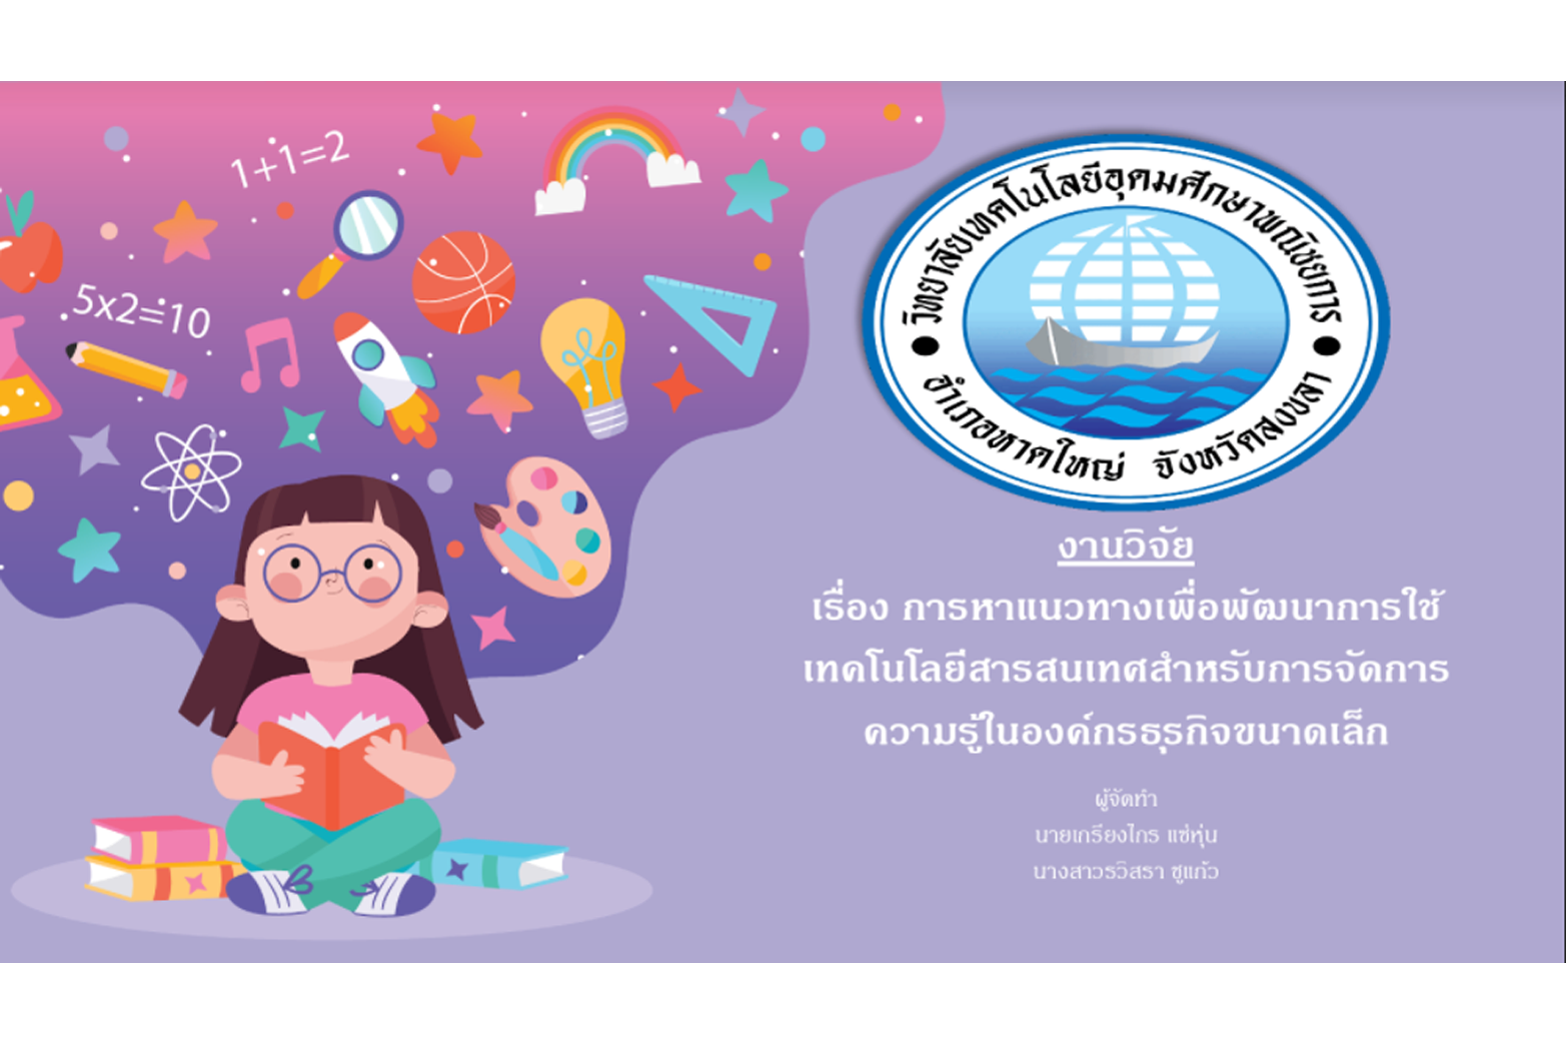 1+1=2
5x2=10
วิทยาลัยเทคโนโลยีอุดมศึกษาพณิชยการ
อำเภอหาดใหญ่ จังหวัดสงขลา
งานวิจัย
เรื่อง การหาแนวทางเพื่อพัฒนาการใช้
เทคโนโลยีสารสนเทศสำหรับการจัดการ
ความรู้ในองค์กรธุรกิจขนาดเล็ก
ผู้จัดทำ
นายเกรียงไกร แซ่หุ่น
นางสาวรวิสรา ชูแก้ว